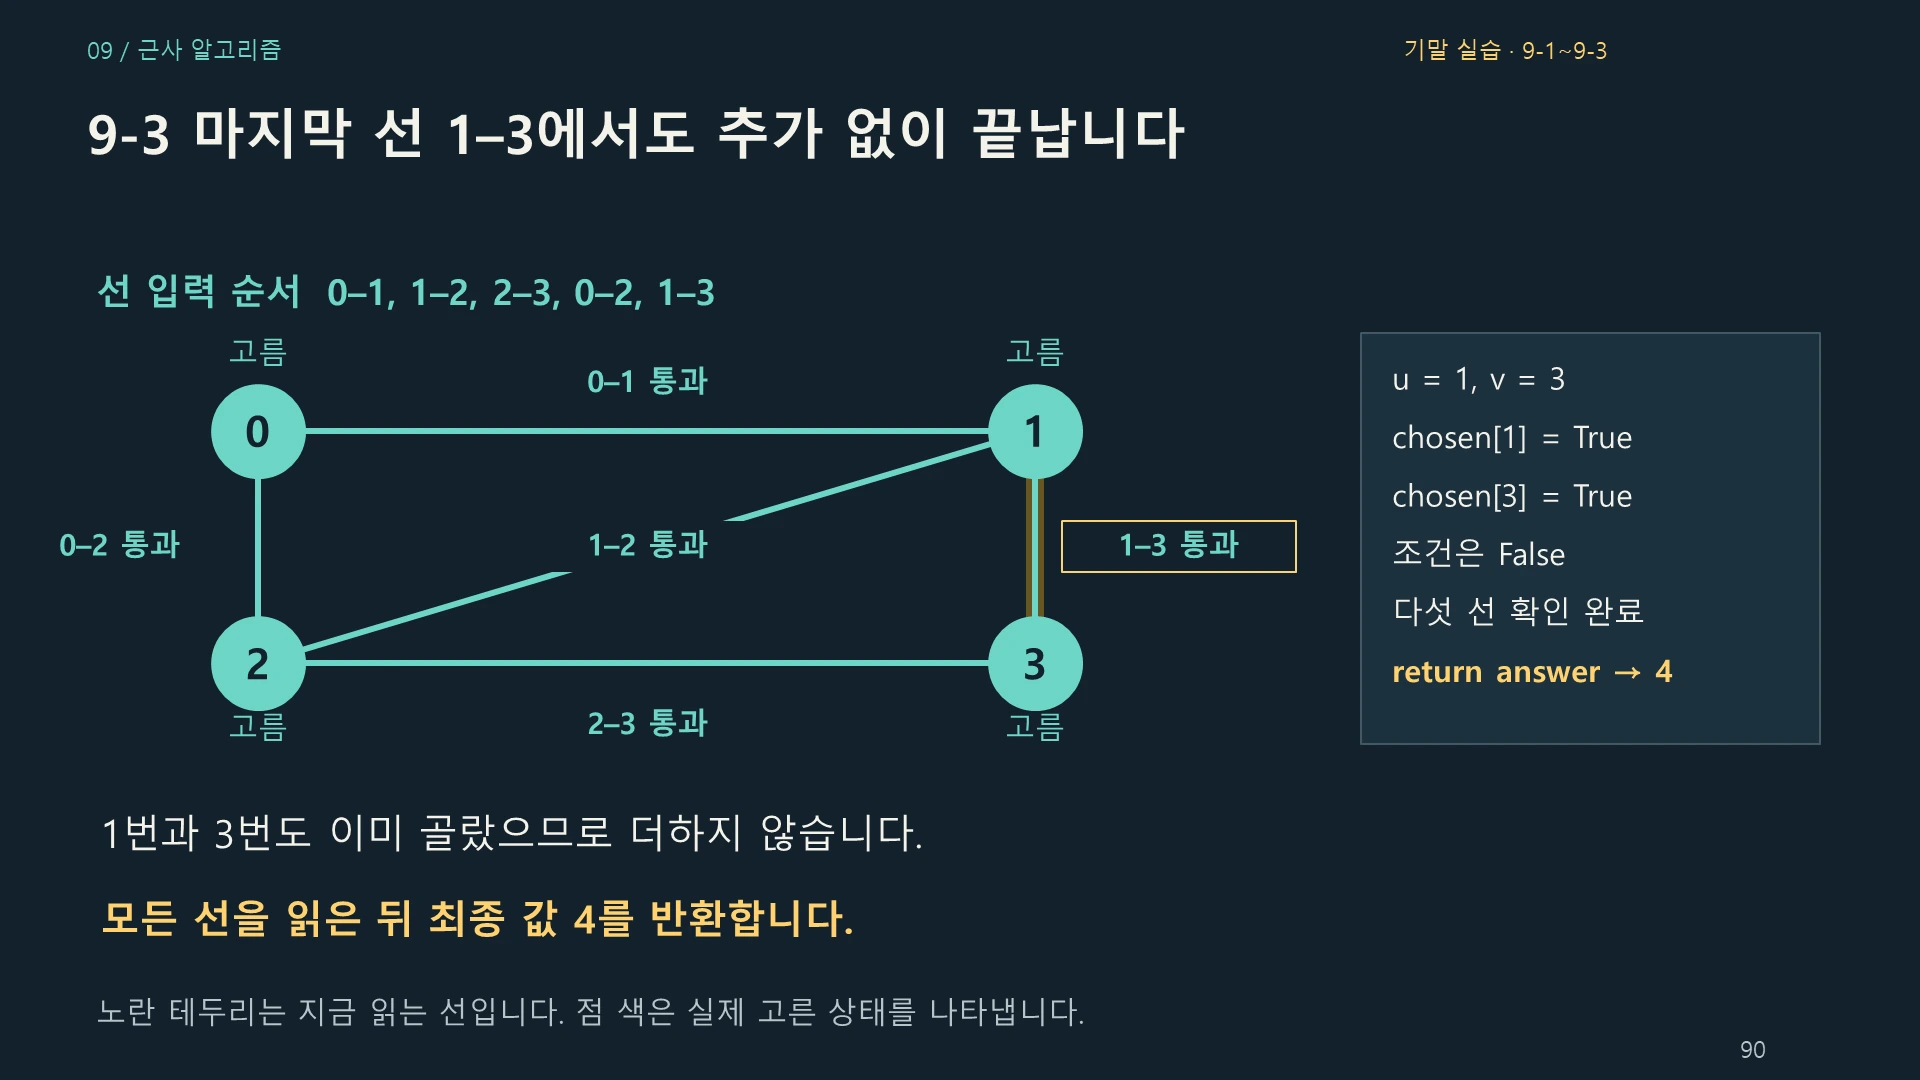 09 / 근사 알고리즘
기말 실습 · 9-1~9-3
9-3 마지막 선 1–3에서도 추가 없이 끝납니다
선 입력 순서 0–1, 1–2, 2–3, 0–2, 1–3
고름
고름
0–1 통과
0
1
0–2 통과
1–2 통과
1–3 통과
2
3
고름
2–3 통과
고름
u = 1, v = 3
chosen[1] = True
chosen[3] = True
조건은 False
다섯 선 확인 완료
return answer → 4
1번과 3번도 이미 골랐으므로 더하지 않습니다.
모든 선을 읽은 뒤 최종 값 4를 반환합니다.
노란 테두리는 지금 읽는 선입니다. 점 색은 실제 고른 상태를 나타냅니다.
90